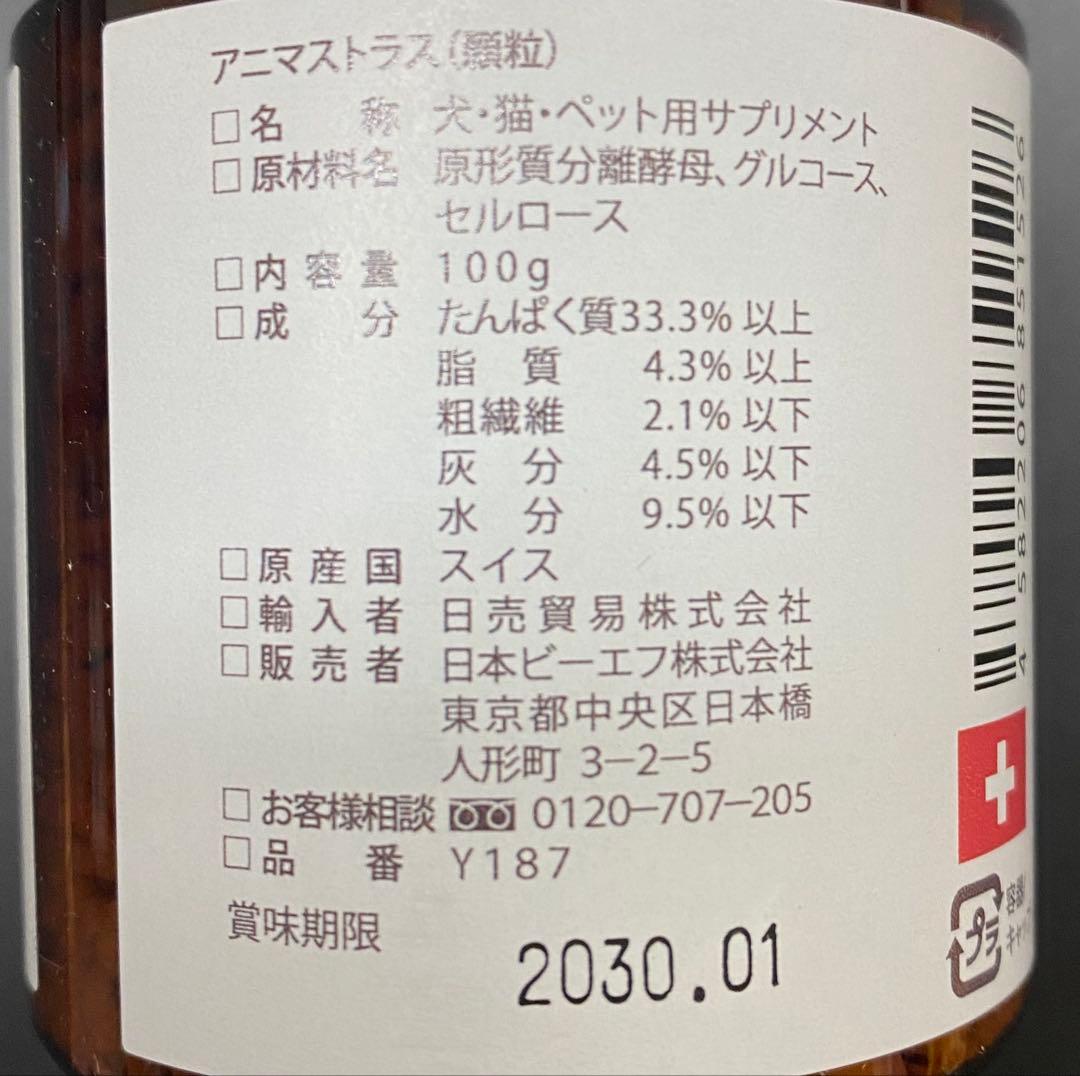 アニマストラス(顆粒)
□名称 犬・猫・ペット用サプリメント
□原材料名 原形質分離酵母、グルコース、
セルロース
□内容量 100g
□成分 たんぱく質33.3%以上
脂質 4.3%以上
粗繊維 2.1%以下
灰分 4.5%以下
水分 9.5%以下
□原産国 スイス
□輸入者 日売貿易株式会社
□販売者 日本ビーエフ株式会社
東京都中央区日本橋
人形町 3-2-5
□お客様相談 0120-707-205
□品番 Y187
賞味期限 2030.01
4 582206 851526
プラ